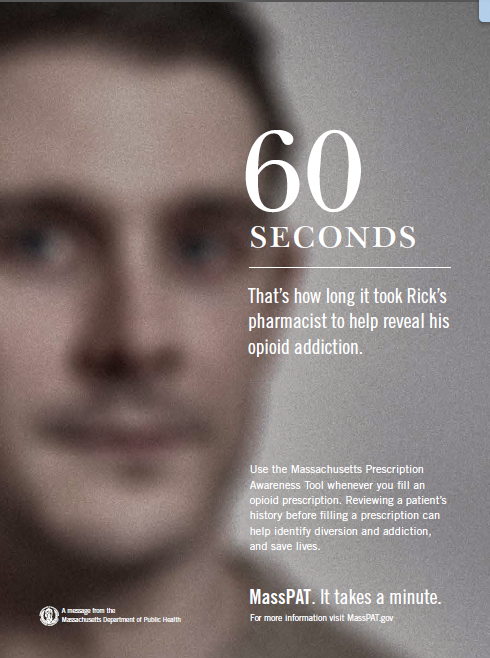 60
SECONDS
That's how long it took Rick's
pharmacist to help reveal his
opioid addiction.
Use the Massachusetts Prescription
Awareness Tool whenever you fill an
opioid prescription. Reviewing a patient's
history before filling a prescription can
help identify diversion and addiction,
and save lives.
MassPAT. It takes a minute.
For more information visit MassPAT.gov
A message from the
Massachusetts Department of Public Health